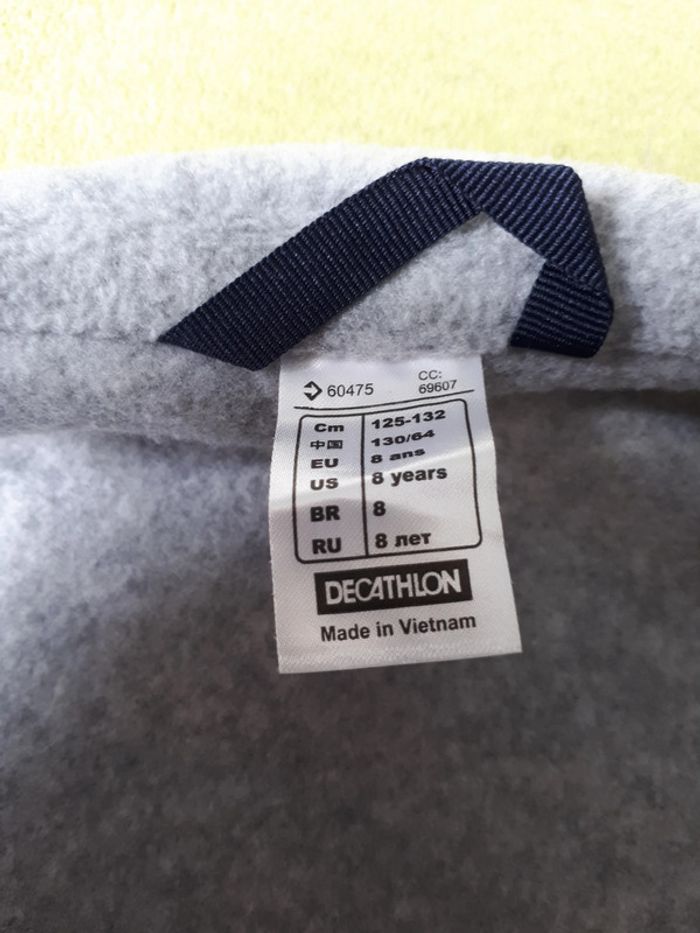 60475 CC: 69607
Cm 125-132
中国 130/64
EU 8 ans
US 8 years
BR 8
RU 8 лет
DECATHLON
Made in Vietnam